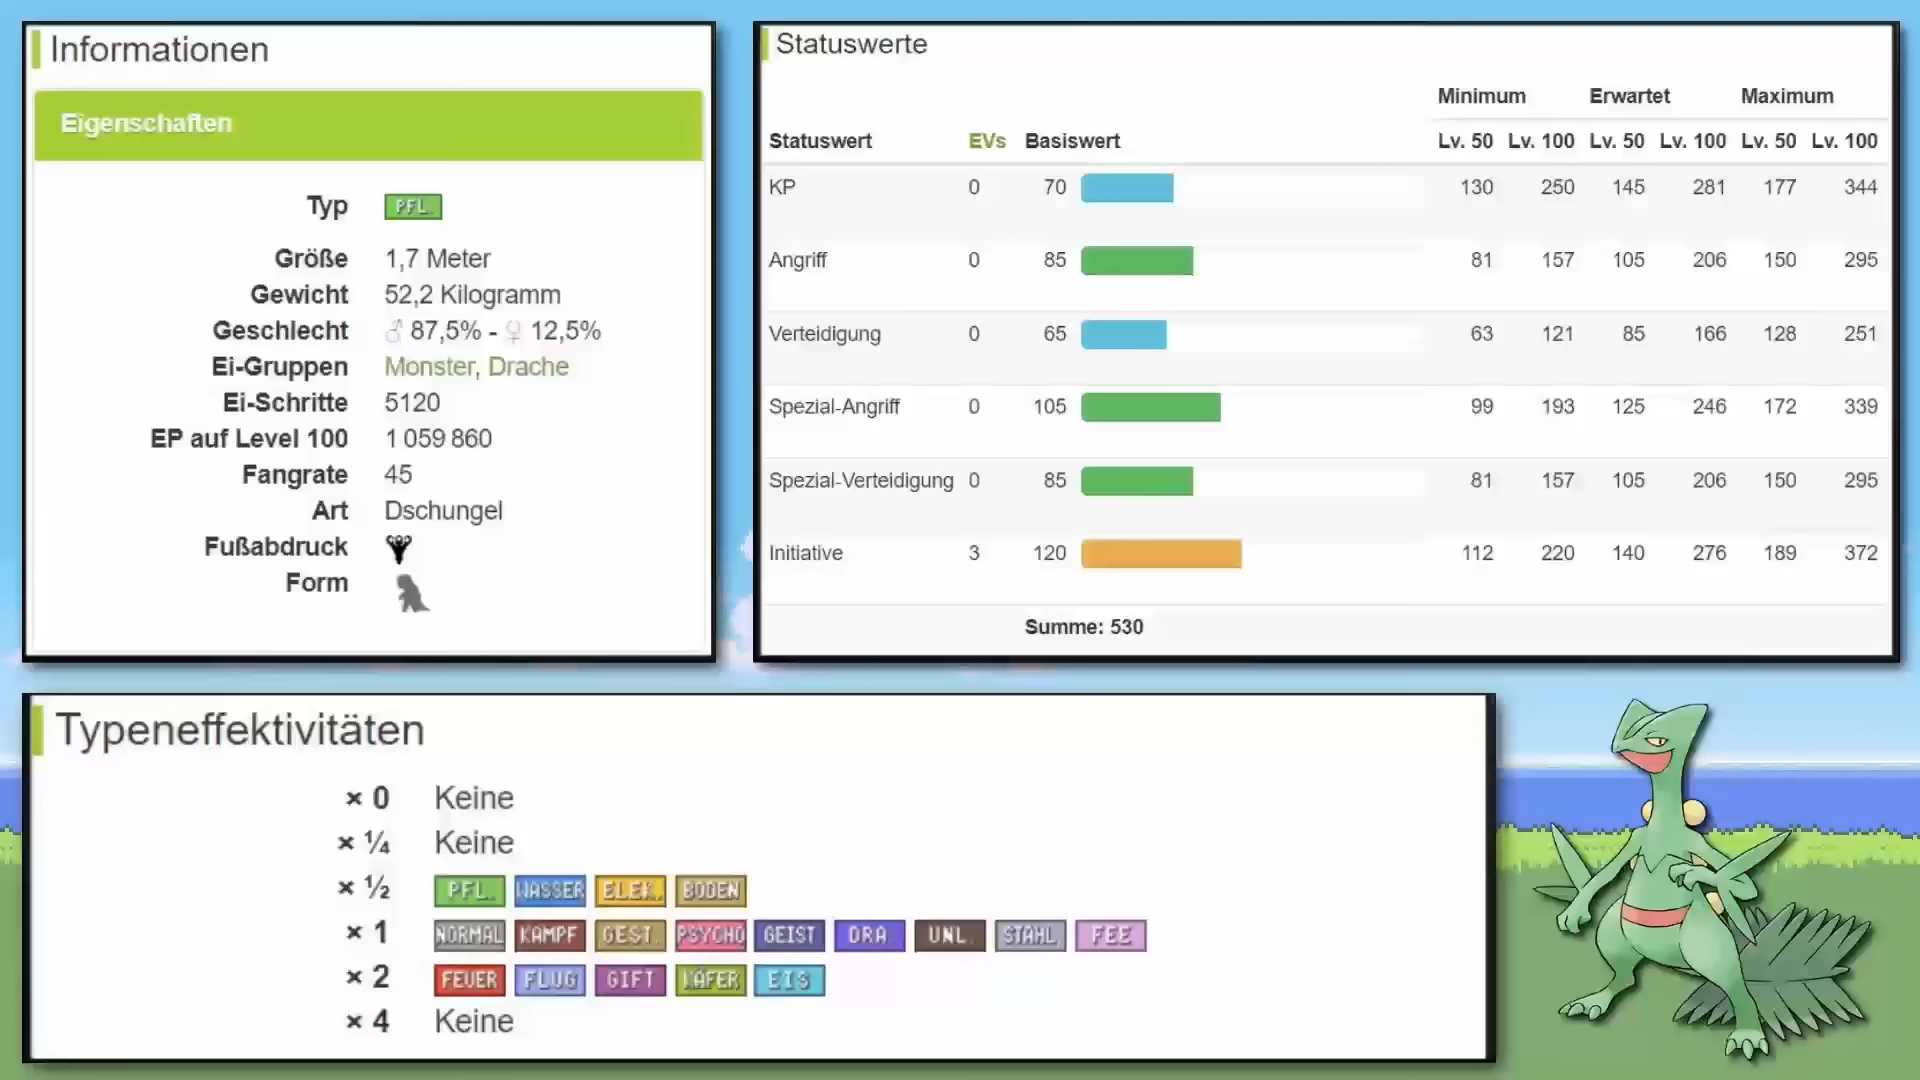 Informationen
Eigenschaften
Typ PFL.
Größe 1,7 Meter
Gewicht 52,2 Kilogramm
Geschlecht ♂ 87,5% - ♀ 12,5%
Ei-Gruppen Monster, Drache
Ei-Schritte 5120
EP auf Level 100 1 059 860
Fangrate 45
Art Dschungel
Fußabdruck
Form
Statuswerte
Minimum Erwartet Maximum
Statuswert EVs Basiswert Lv. 50 Lv. 100 Lv. 50 Lv. 100 Lv. 50 Lv. 100
KP 0 70 130 250 145 281 177 344
Angriff 0 85 81 157 105 206 150 295
Verteidigung 0 65 63 121 85 166 128 251
Spezial-Angriff 0 105 99 193 125 246 172 339
Spezial-Verteidigung 0 85 81 157 105 206 150 295
Initiative 3 120 112 220 140 276 189 372
Summe: 530
Typeneffektivitäten
× 0 Keine
× ¼ Keine
× ½ PFL. WASSER ELEK. BODEN
× 1 NORMAL KAMPF GEST. PSYCHO GEIST DRA UNL. STAHL FEE
× 2 FEUER FLUG GIFT KÄFER EIS
× 4 Keine